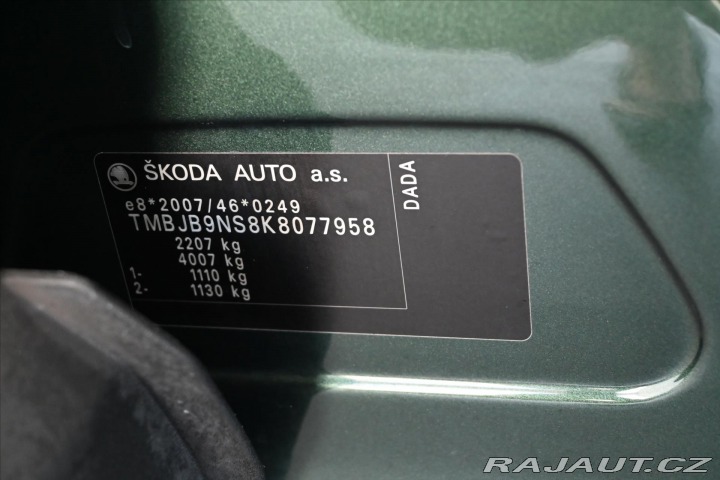 ŠKODA AUTO a.s.
DADA
e8*2007/46*0249
TMBJB9NS8K8077958
2207 kg
4007 kg
1- 1110 kg
2- 1130 kg
RAJAUT.CZ